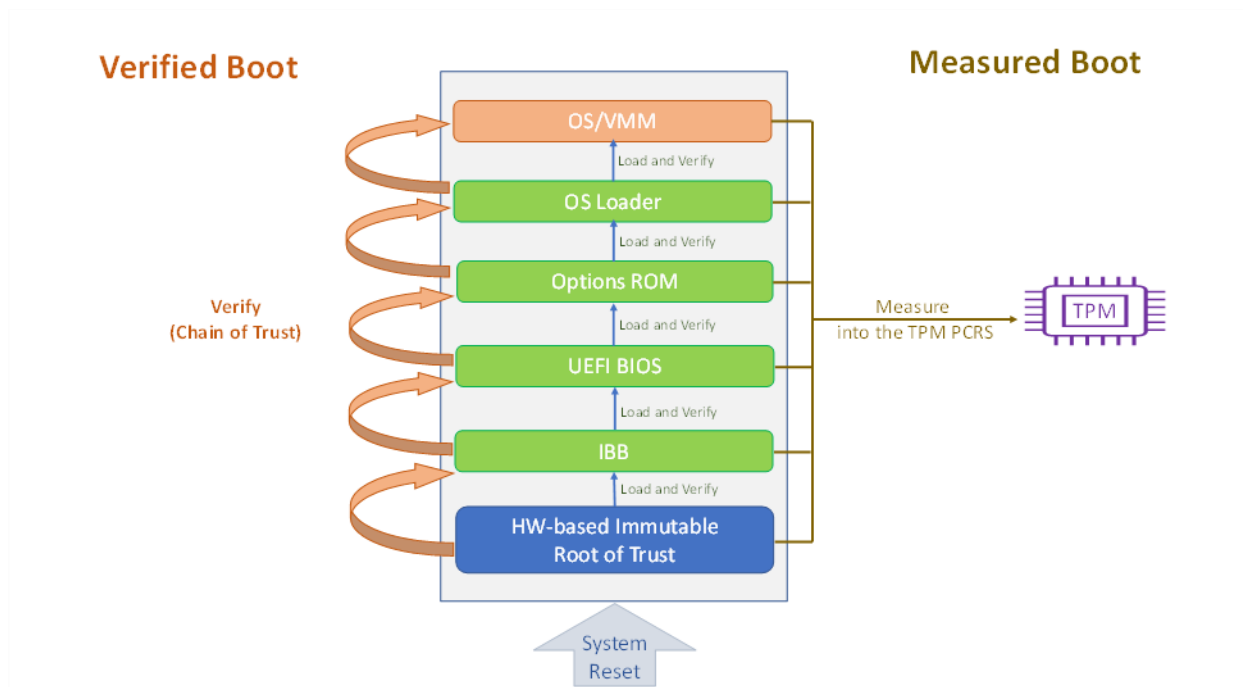 Verified Boot
Measured Boot
OS/VMM
Load and Verify
OS Loader
Load and Verify
Options ROM
Load and Verify
UEFI BIOS
Load and Verify
IBB
Load and Verify
HW-based Immutable
Root of Trust
Verify
(Chain of Trust)
Measure
into the TPM PCRS
TPM
System
Reset